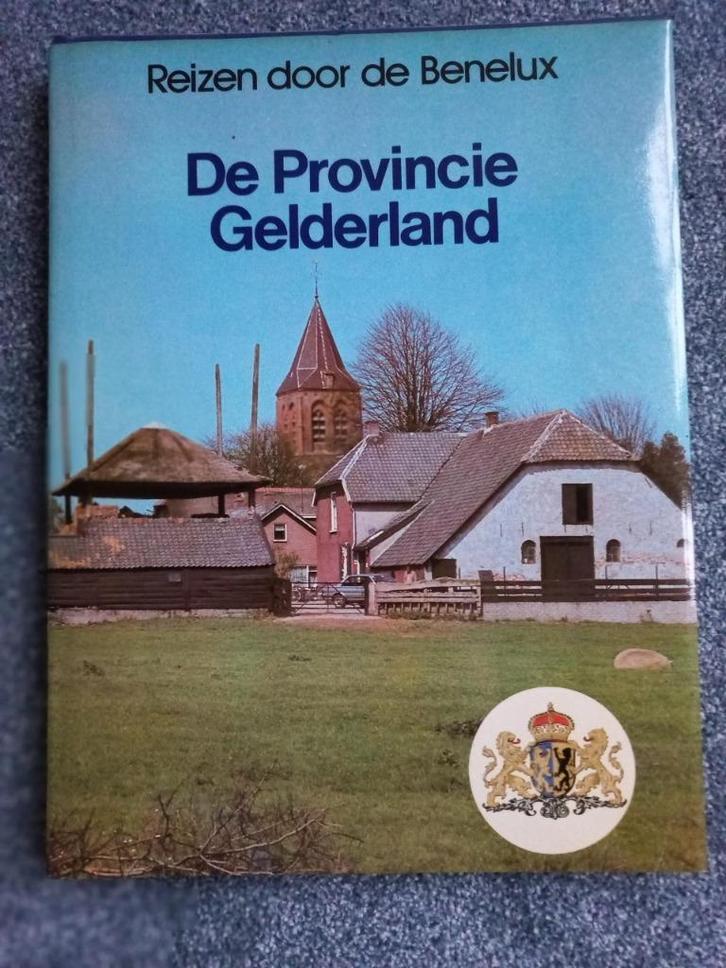 Reizen door de Benelux
De Provincie
Gelderland